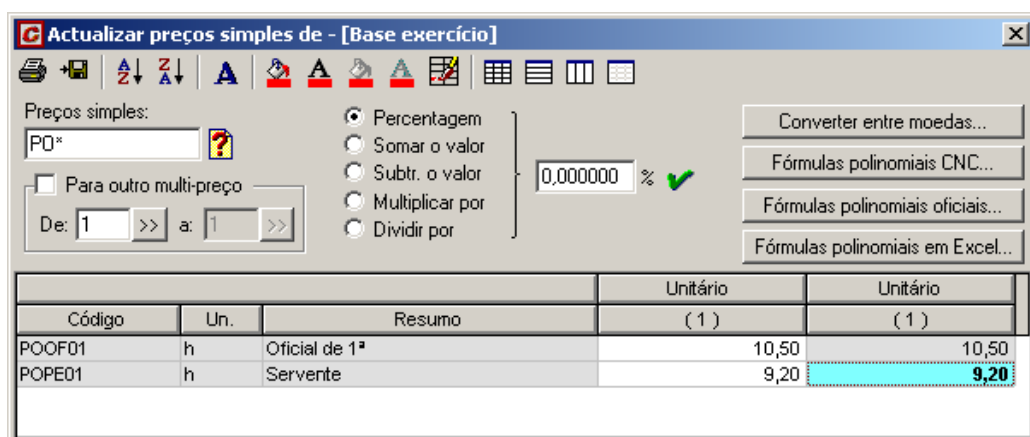 Actualizar preços simples de - [Base exercício]
Preços simples:
PO*
Para outro multi-preço
De: 1 >> a: 1 >>
Percentagem
Somar o valor
Subtr. o valor
Multiplicar por
Dividir por
0,000000 %
Converter entre moedas...
Fórmulas polinomiais CNC...
Fórmulas polinomiais oficiais...
Fórmulas polinomiais em Excel...
Unitário Unitário
Código Un. Resumo ( 1 ) ( 1 )
POOF01 h Oficial de 1ª 10,50 10,50
POPE01 h Servente 9,20 9,20